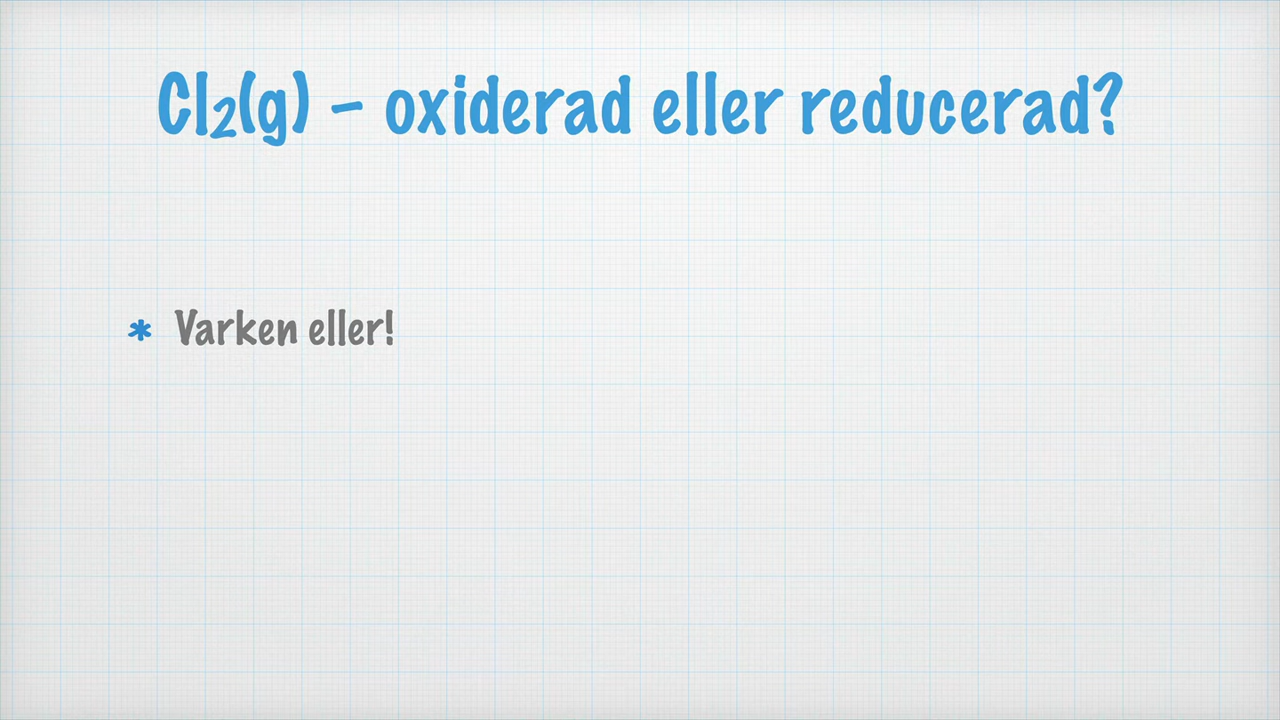 Cl₂(g) – oxiderad eller reducerad?
* Varken eller!